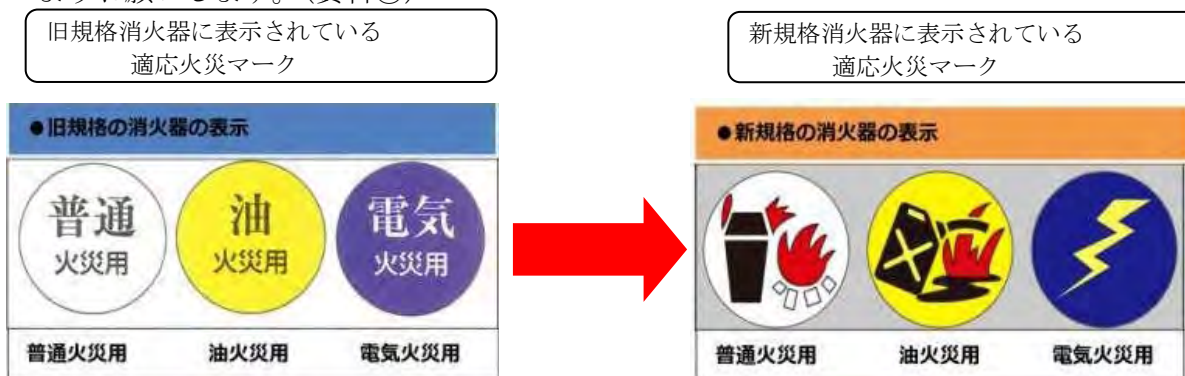 旧規格消火器に表示されている
適応火災マーク
●旧規格の消火器の表示
普通
火災用
油
火災用
電気
火災用
普通火災用
油火災用
電気火災用
新規格消火器に表示されている
適応火災マーク
●新規格の消火器の表示
普通火災用
油火災用
電気火災用